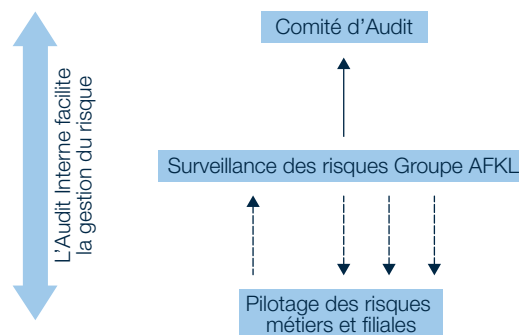 Comité d'Audit
L'Audit Interne facilite
la gestion du risque
Surveillance des risques Groupe AFKL
Pilotage des risques
métiers et filiales